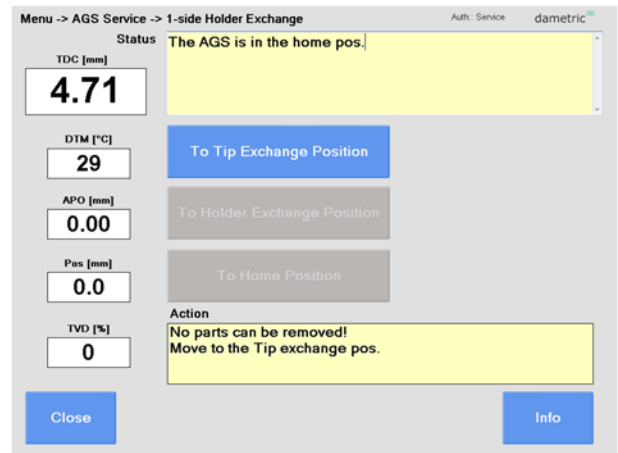 Menu -> AGS Service -> 1-side Holder Exchange Auth.: Service dametric
Status The AGS is in the home pos.
TDC [mm]
4.71
DTM [°C]
29
To Tip Exchange Position
APO [mm]
0.00
To Holder Exchange Position
Pos [mm]
0.0
To Home Position
Action
TVD [%]
0
No parts can be removed!
Move to the Tip exchange pos.
Close Info